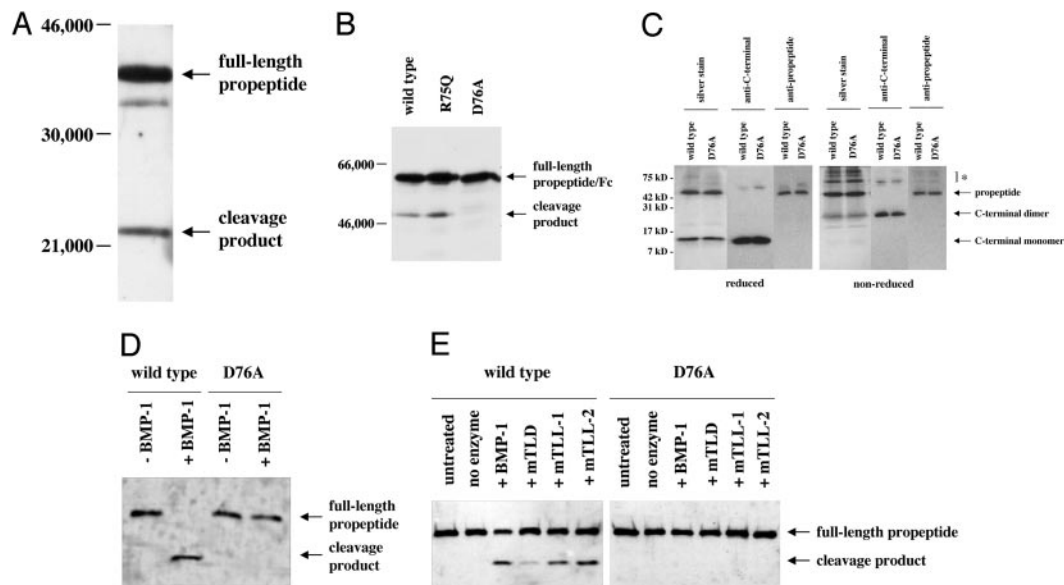 A
46,000
full-length
propeptide
30,000
cleavage
product
21,000
B
wild type
R75Q
D76A
66,000
full-length
propeptide/Fc
cleavage
product
46,000
C
silver stain
anti-C-terminal
anti-propeptide
silver stain
anti-C-terminal
anti-propeptide
wild type
D76A
wild type
D76A
wild type
D76A
wild type
D76A
wild type
D76A
wild type
D76A
75 kD
42 kD
31 kD
17 kD
7 kD
*
propeptide
C-terminal dimer
C-terminal monomer
reduced
non-reduced
D
wild type
D76A
- BMP-1
+ BMP-1
- BMP-1
+ BMP-1
full-length
propeptide
cleavage
product
E
wild type
D76A
untreated
no enzyme
+ BMP-1
+ mTLD
+ mTLL-1
+ mTLL-2
untreated
no enzyme
+ BMP-1
+ mTLD
+ mTLL-1
+ mTLL-2
full-length propeptide
cleavage product